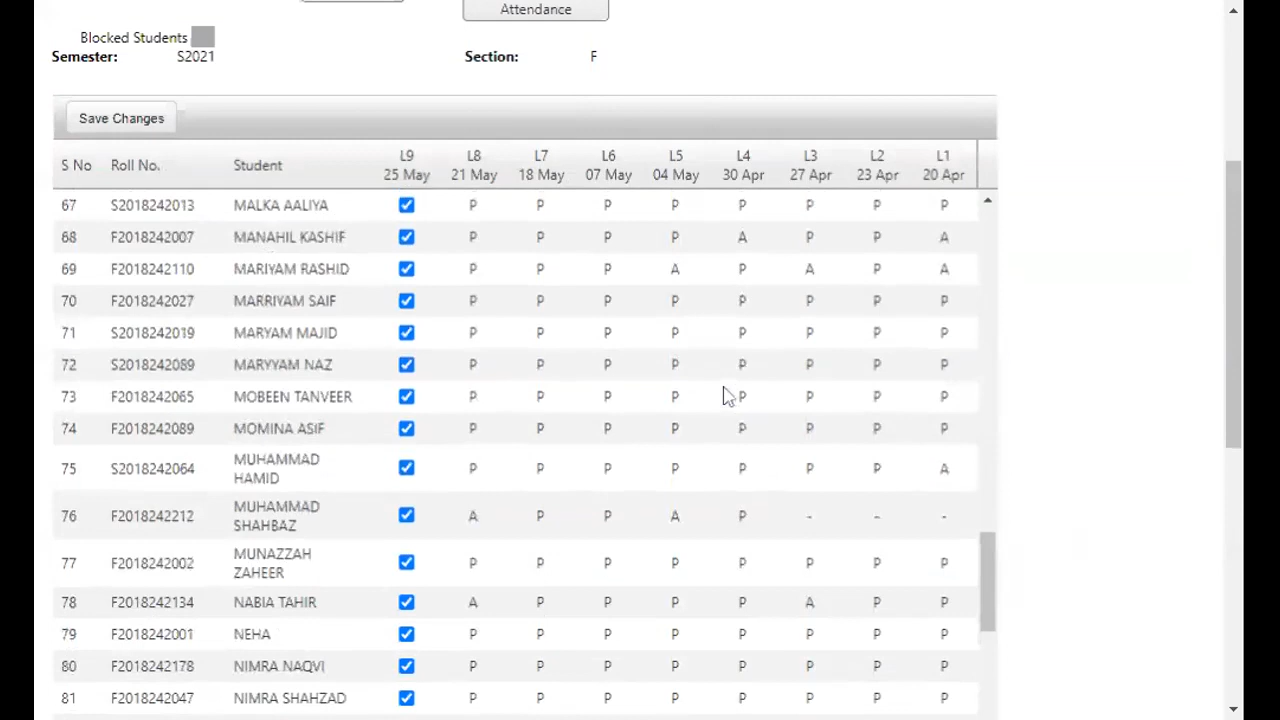 Attendance
Blocked Students
Semester: S2021 Section: F
Save Changes
S No Roll No. Student L9 25 May L8 21 May L7 18 May L6 07 May L5 04 May L4 30 Apr L3 27 Apr L2 23 Apr L1 20 Apr
67 S2018242013 MALKA AALIYA P P P P P P P P
68 F2018242007 MANAHIL KASHIF P P P P A P P A
69 F2018242110 MARIYAM RASHID P P P A P A P A
70 F2018242027 MARRIYAM SAIF P P P P P P P P
71 S2018242019 MARYAM MAJID P P P P P P P P
72 S2018242089 MARYYAM NAZ P P P P P P P P
73 F2018242065 MOBEEN TANVEER P P P P P P P P
74 F2018242089 MOMINA ASIF P P P P P P P P
75 S2018242064 MUHAMMAD HAMID P P P P P P P A
76 F2018242212 MUHAMMAD SHAHBAZ A P P A P - - -
77 F2018242002 MUNAZZAH ZAHEER P P P P P P P P
78 F2018242134 NABIA TAHIR A P P P P A P P
79 F2018242001 NEHA P P P P P P P P
80 F2018242178 NIMRA NAQVI P P P P P P P P
81 F2018242047 NIMRA SHAHZAD P P P P P P P P